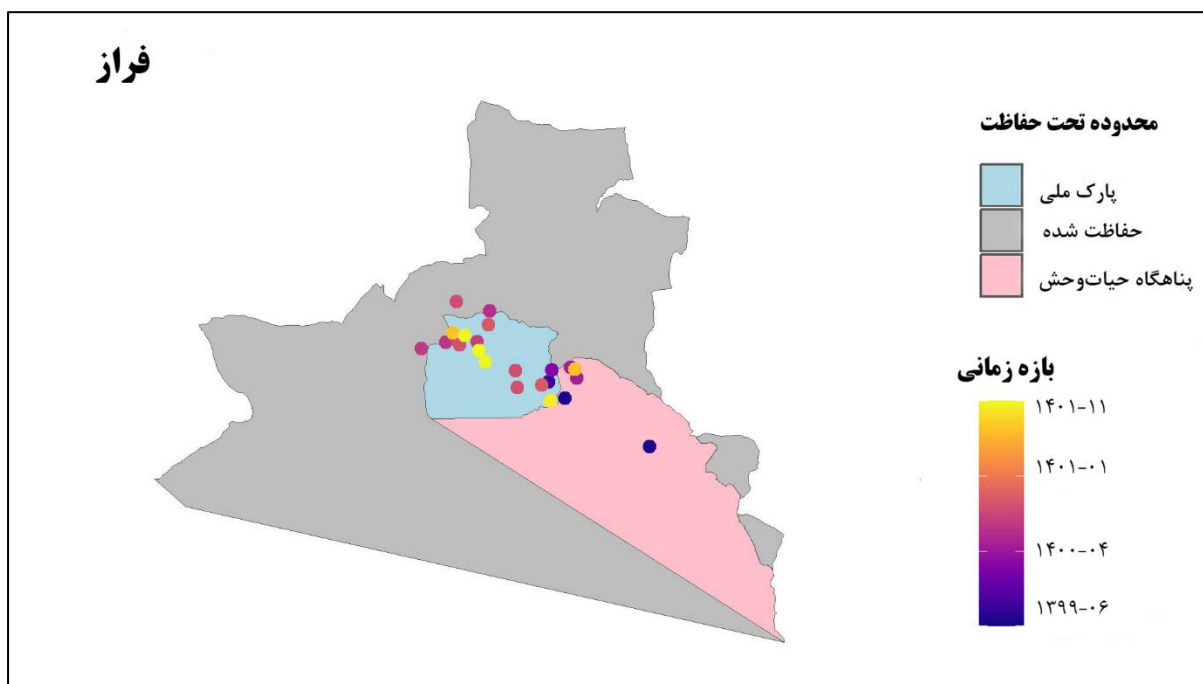 فراز
محدوده تحت حفاظت
پارک ملی
حفاظت شده
پناهگاه حیات‌وحش
بازه زمانی
۱۴۰۱-۱۱
۱۴۰۱-۰۱
۱۴۰۰-۰۴
۱۳۹۹-۰۶